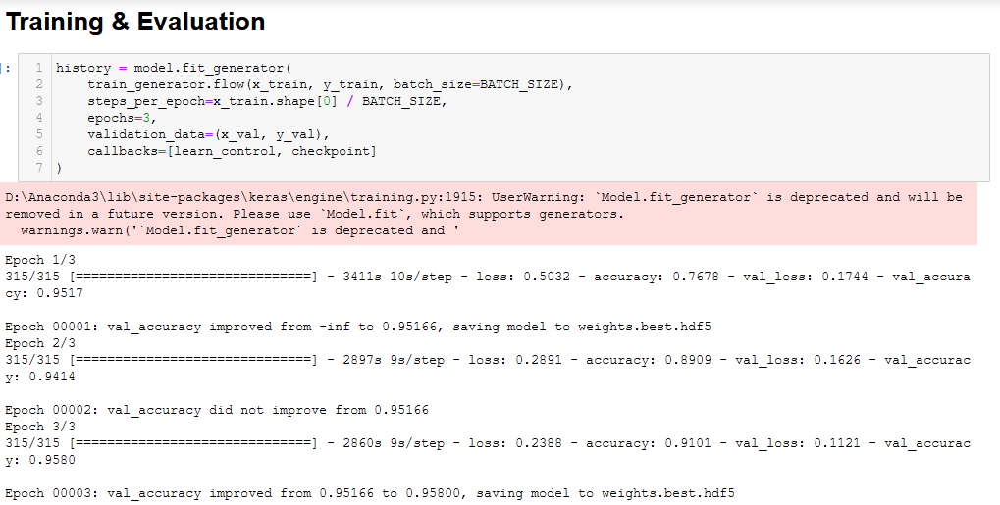 Training & Evaluation
]:
1 history = model.fit_generator(
2     train_generator.flow(x_train, y_train, batch_size=BATCH_SIZE),
3     steps_per_epoch=x_train.shape[0] / BATCH_SIZE,
4     epochs=3,
5     validation_data=(x_val, y_val),
6     callbacks=[learn_control, checkpoint]
7 )
D:\Anaconda3\lib\site-packages\keras\engine\training.py:1915: UserWarning: `Model.fit_generator` is deprecated and will be
removed in a future version. Please use `Model.fit`, which supports generators.
  warnings.warn('`Model.fit_generator` is deprecated and '
Epoch 1/3
315/315 [==============================] - 3411s 10s/step - loss: 0.5032 - accuracy: 0.7678 - val_loss: 0.1744 - val_accura
cy: 0.9517
Epoch 00001: val_accuracy improved from -inf to 0.95166, saving model to weights.best.hdf5
Epoch 2/3
315/315 [==============================] - 2897s 9s/step - loss: 0.2891 - accuracy: 0.8909 - val_loss: 0.1626 - val_accurac
y: 0.9414
Epoch 00002: val_accuracy did not improve from 0.95166
Epoch 3/3
315/315 [==============================] - 2860s 9s/step - loss: 0.2388 - accuracy: 0.9101 - val_loss: 0.1121 - val_accurac
y: 0.9580
Epoch 00003: val_accuracy improved from 0.95166 to 0.95800, saving model to weights.best.hdf5